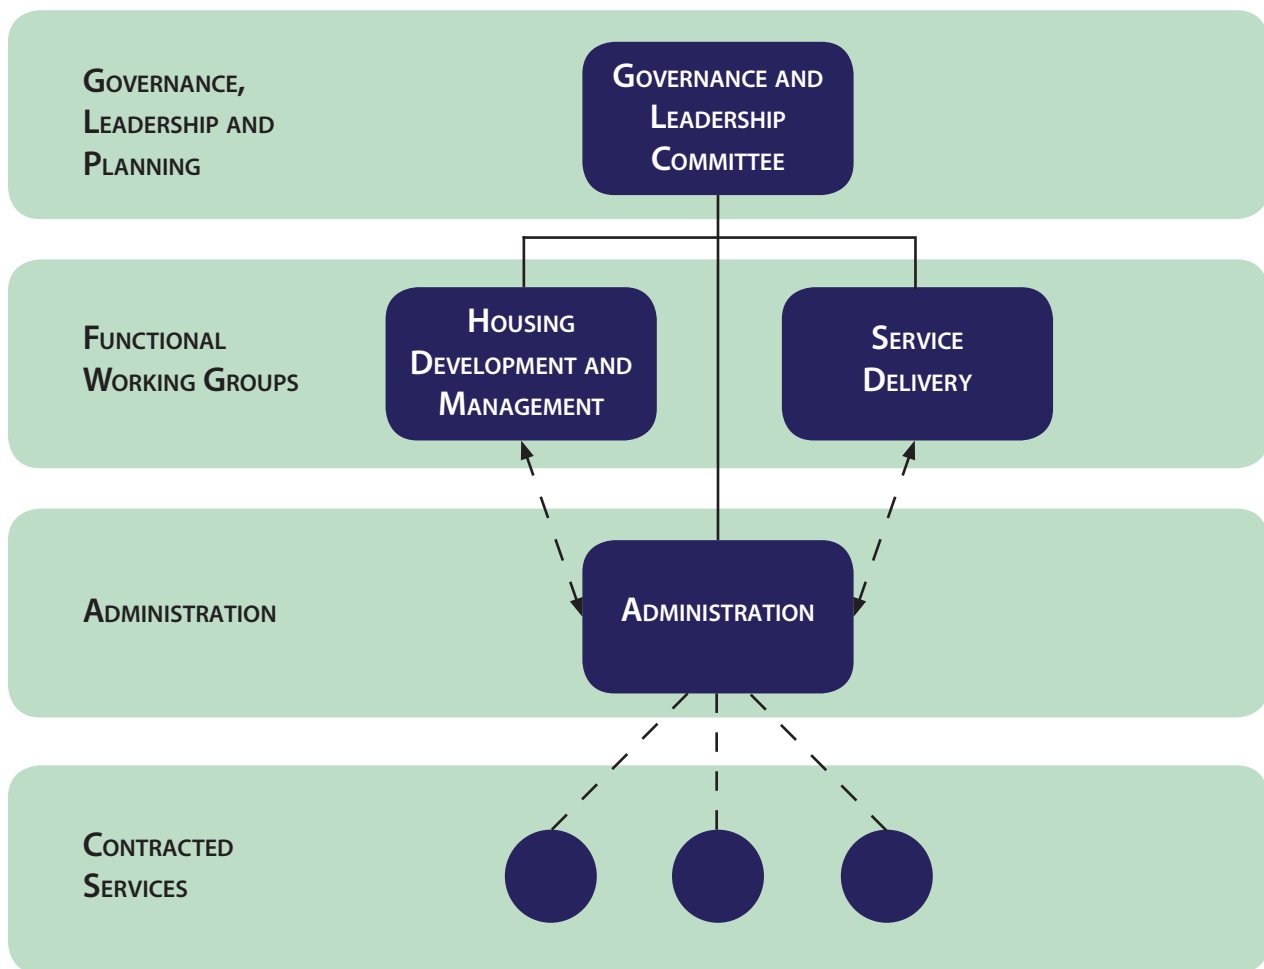 Governance,
Leadership and
Planning
Governance and
Leadership
Committee
Functional
Working Groups
Housing
Development and
Management
Service
Delivery
Administration
Administration
Contracted
Services